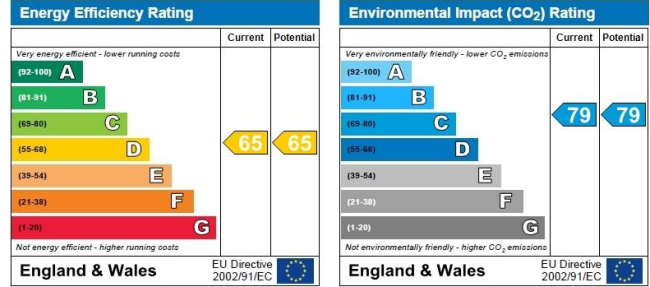 Energy Efficiency Rating
Current Potential
Very energy efficient - lower running costs
(92-100) A
(81-91) B
(69-80) C
(55-68) D
(39-54) E
(21-38) F
(1-20) G
65 65
Not energy efficient - higher running costs
England & Wales
EU Directive
2002/91/EC
Environmental Impact (CO₂) Rating
Current Potential
Very environmentally friendly - lower CO₂ emissions
(92-100) A
(81-91) B
(69-80) C
(55-68) D
(39-54) E
(21-38) F
(1-20) G
79 79
Not environmentally friendly - higher CO₂ emissions
England & Wales
EU Directive
2002/91/EC